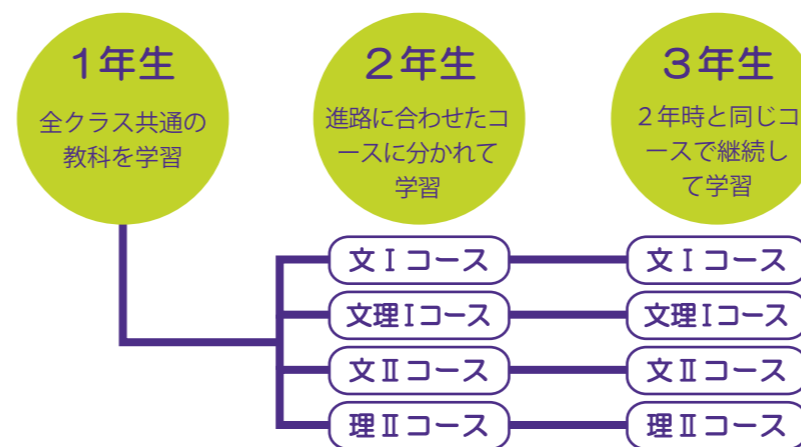 １年生
全クラス共通の
教科を学習
２年生
進路に合わせたコ
ースに分かれて
学習
３年生
２年時と同じコ
ースで継続し
て学習
文Ⅰコース
文Ⅰコース
文理Ⅰコース
文理Ⅰコース
文Ⅱコース
文Ⅱコース
理Ⅱコース
理Ⅱコース